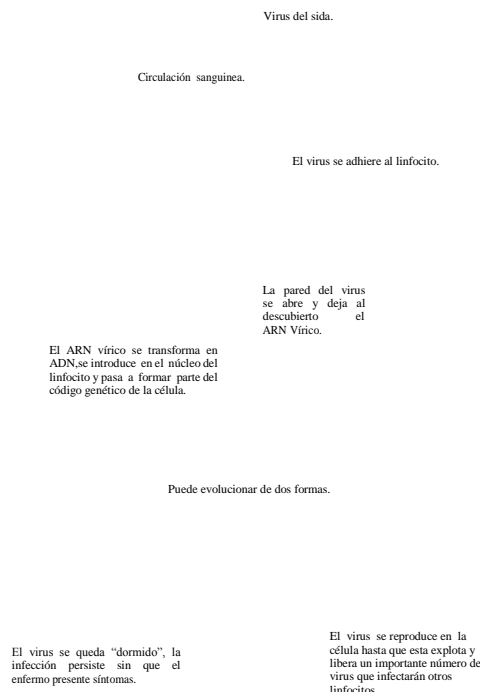 Virus del sida.
Circulación sanguinea.
El virus se adhiere al linfocito.
La pared del virus
se abre y deja al
descubierto el
ARN Vírico.
El ARN vírico se transforma en
ADN,se introduce en el núcleo del
linfocito y pasa a formar parte del
código genético de la célula.
Puede evolucionar de dos formas.
El virus se queda “dormido”, la
infección persiste sin que el
enfermo presente síntomas.
El virus se reproduce en la
célula hasta que esta explota y
libera un importante número de
virus que infectarán otros
linfocitos